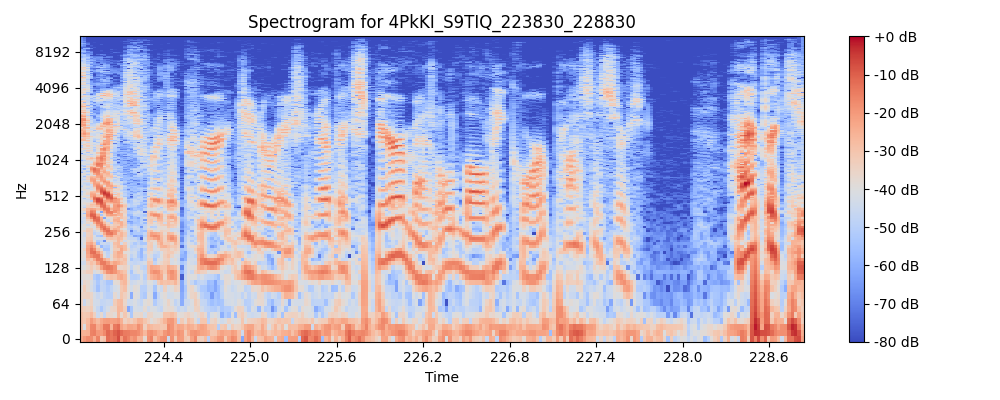 Spectrogram for 4PkKI_S9TIQ_223830_228830
8192
4096
2048
1024
512
256
128
64
0
Hz
224.4 225.0 225.6 226.2 226.8 227.4 228.0 228.6
Time
+0 dB
-10 dB
-20 dB
-30 dB
-40 dB
-50 dB
-60 dB
-70 dB
-80 dB